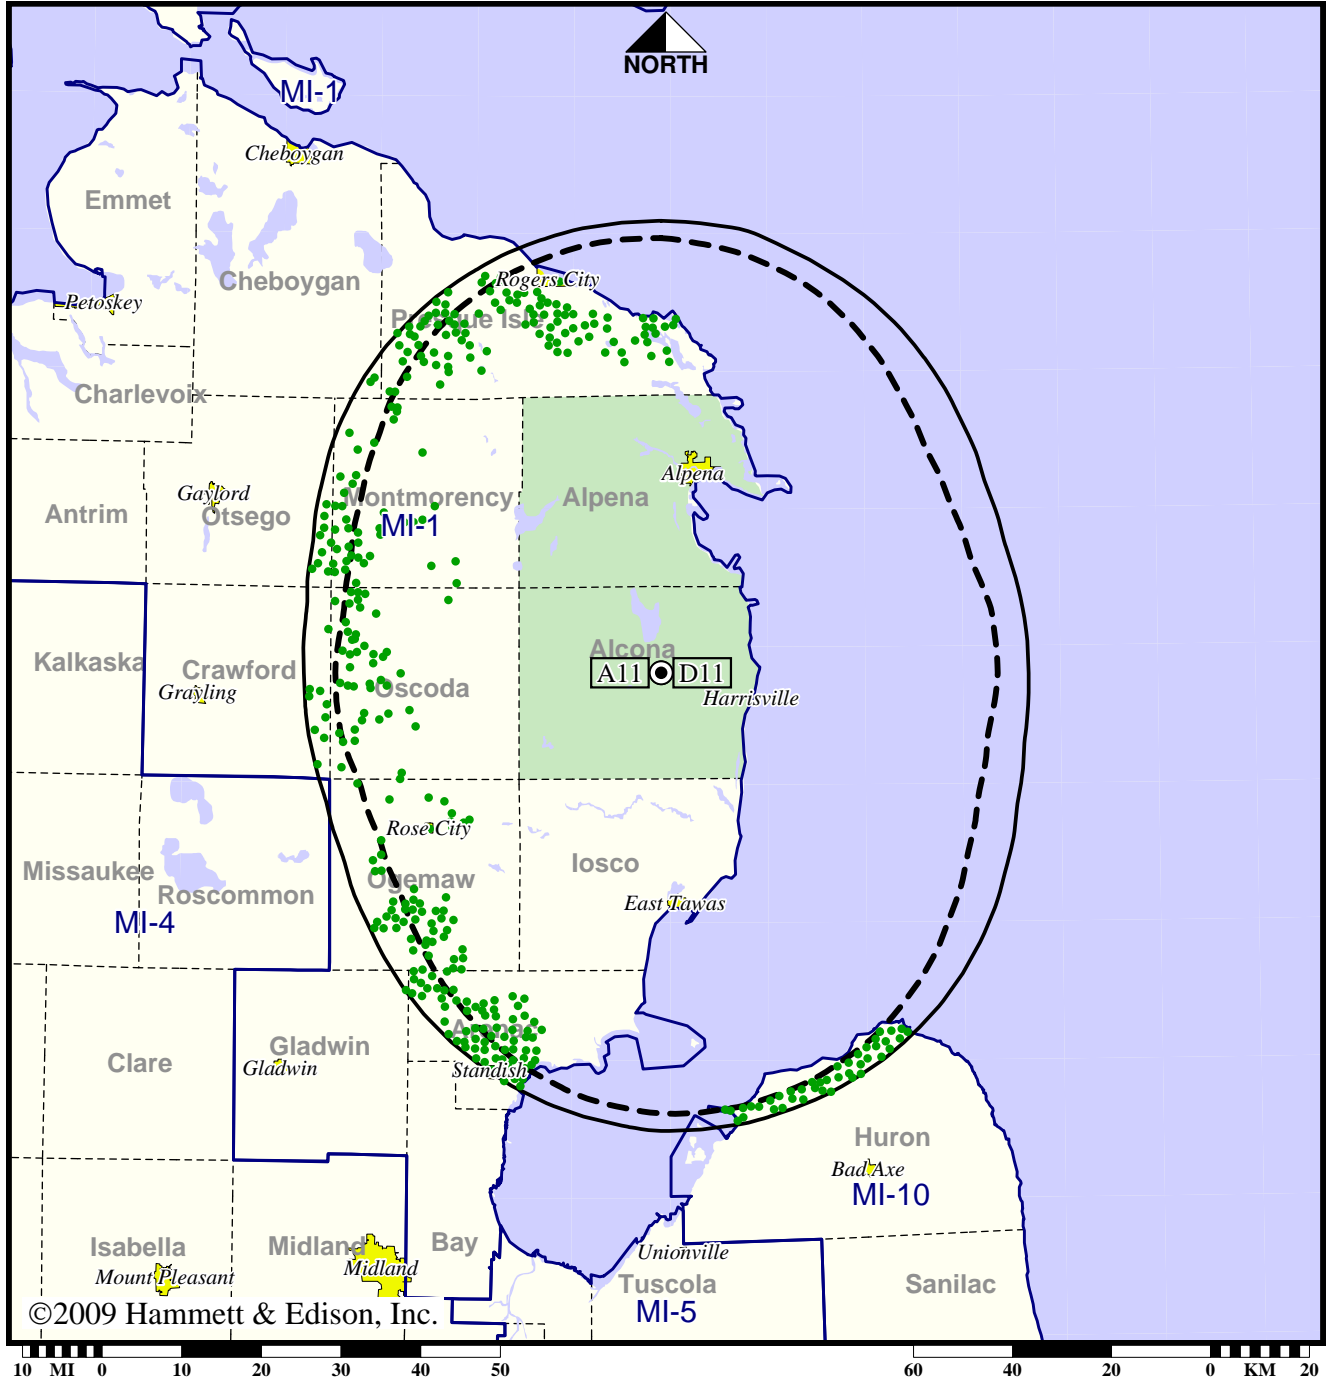 NORTH
MI-1
Cheboygan
Emmet
Cheboygan
Rogers City
Petoskey
Presque Isle
Charlevoix
Alpena
Gaylord
Montmorency
Alpena
Antrim
Otsego
MI-1
Alcona
Kalkaska
Crawford
A11
D11
Grayling
Oscoda
Harrisville
Rose City
Iosco
Missaukee
Ogemaw
Roscommon
East Tawas
MI-4
Arenac
Gladwin
Clare
Gladwin
Standish
Huron
Bad Axe
MI-10
Bay
Isabella
Midland
Unionville
Mount Pleasant
Midland
Tuscola
Sanilac
MI-5
©2009 Hammett & Edison, Inc.
10 MI 0 10 20 30 40 50 60 40 20 0 KM 20